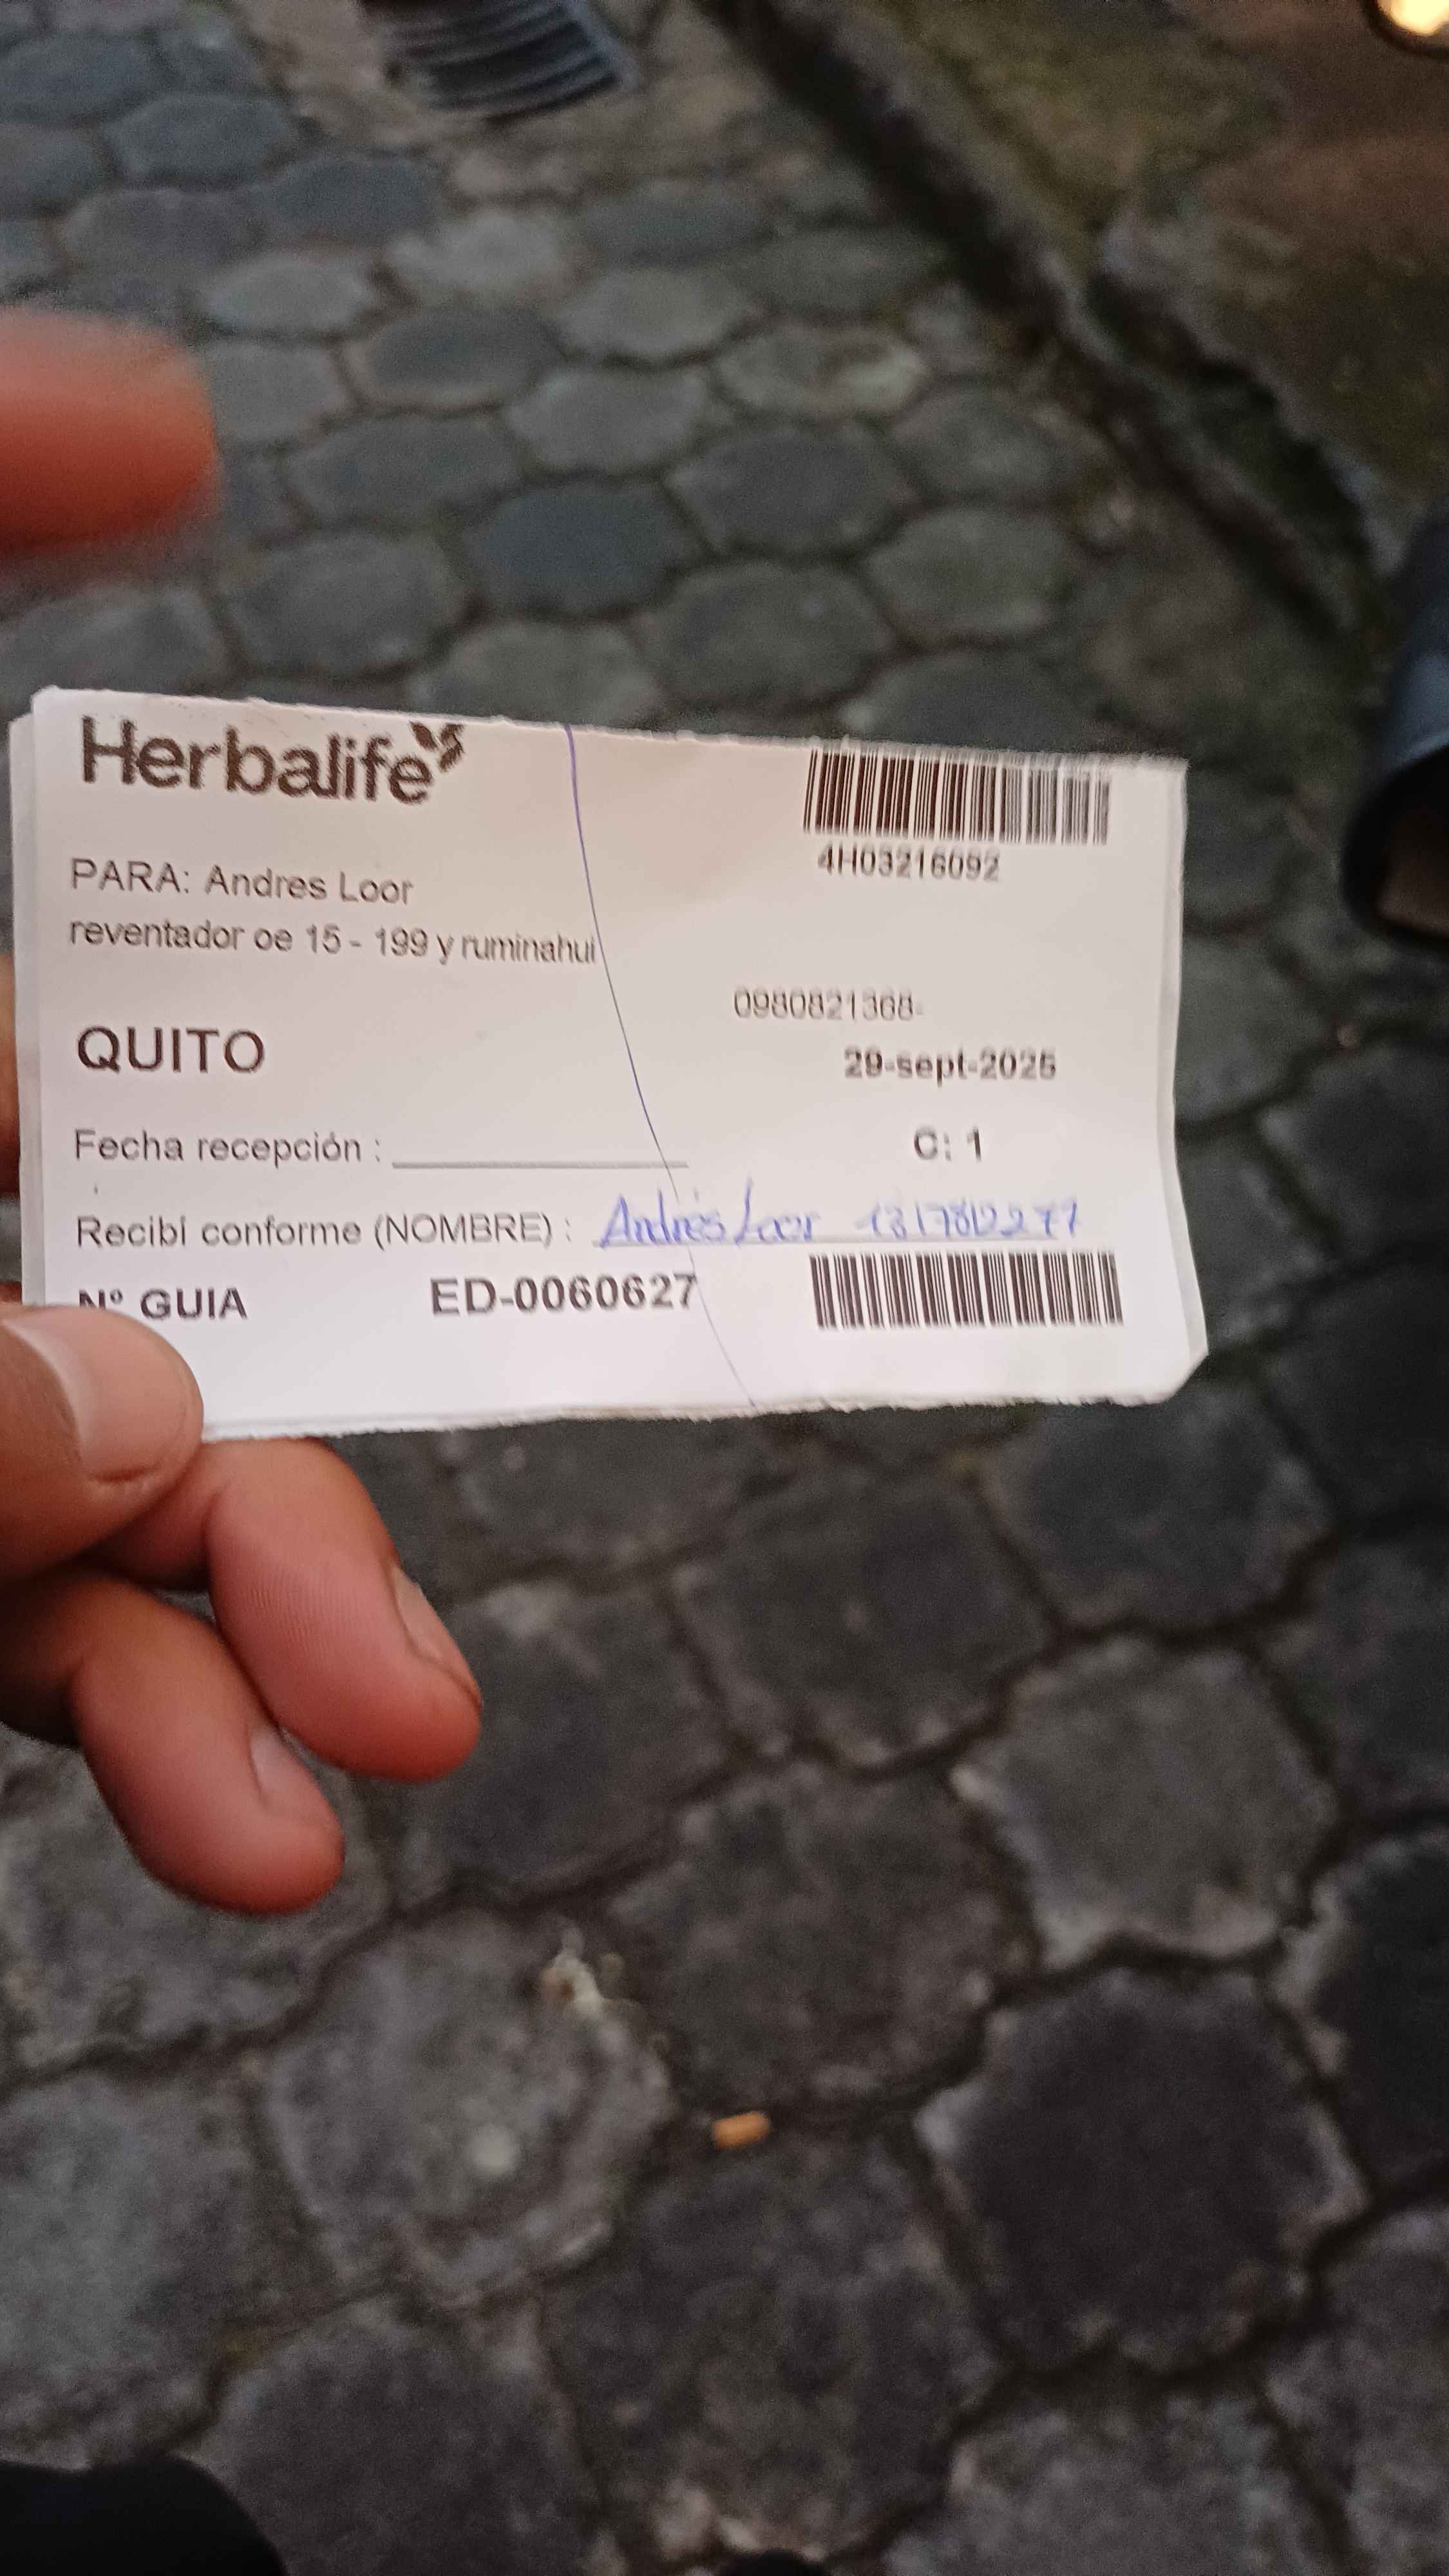 Herbalife
4H03216092
PARA: Andres Loor
reventador oe 15 - 199 y ruminahui
0980821368-
QUITO
29-sept-2025
Fecha recepción : ____________
C: 1
Recibí conforme (NOMBRE) : Andrés Loor
Nº GUIA ED-0060627